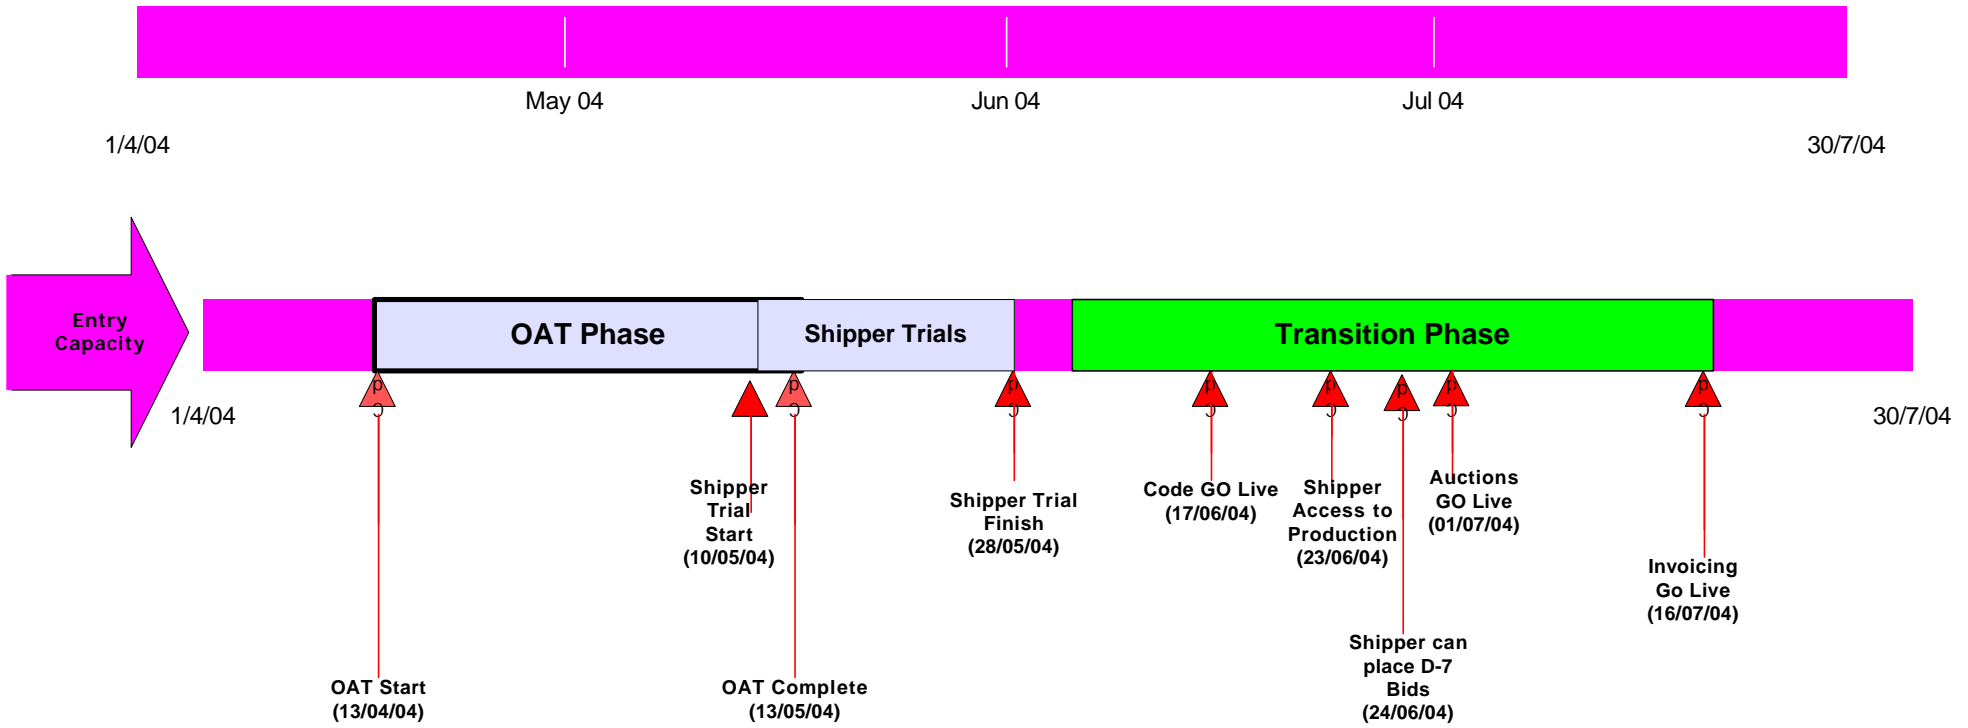 May 04
Jun 04
Jul 04
1/4/04
30/7/04
Entry
Capacity
OAT Phase
Shipper Trials
Transition Phase
1/4/04
30/7/04
OAT Start
(13/04/04)
Shipper
Trial
Start
(10/05/04)
OAT Complete
(13/05/04)
Shipper Trial
Finish
(28/05/04)
Code GO Live
(17/06/04)
Shipper
Access to
Production
(23/06/04)
Shipper can
place D-7
Bids
(24/06/04)
Auctions
GO Live
(01/07/04)
Invoicing
Go Live
(16/07/04)